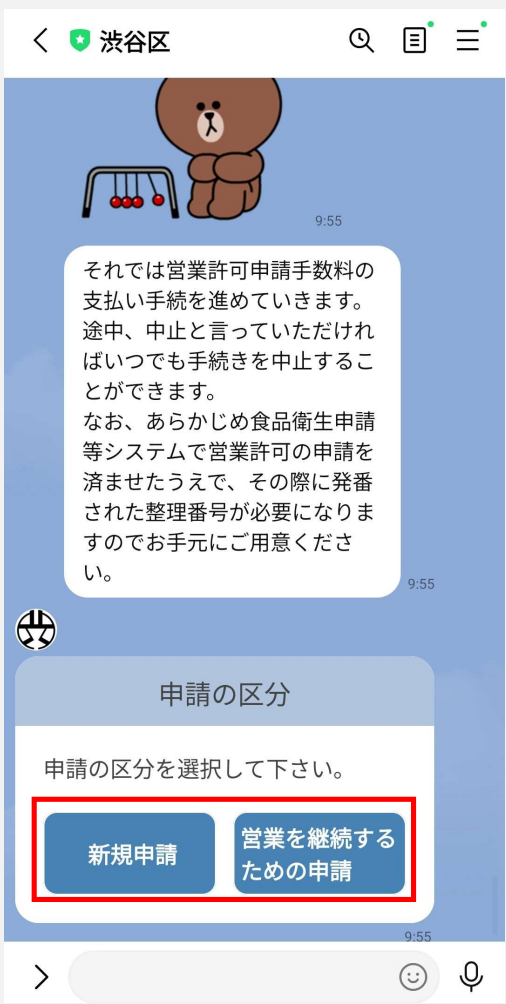 渋谷区
9:55
それでは営業許可申請手数料の
支払い手続を進めていきます。
途中、中止と言っていただけれ
ばいつでも手続きを中止するこ
とができます。
なお、あらかじめ食品衛生申請
等システムで営業許可の申請を
済ませたうえで、その際に発番
された整理番号が必要になりま
すのでお手元にご用意くださ
い。
9:55
申請の区分
申請の区分を選択して下さい。
新規申請
営業を継続する
ための申請
9:55